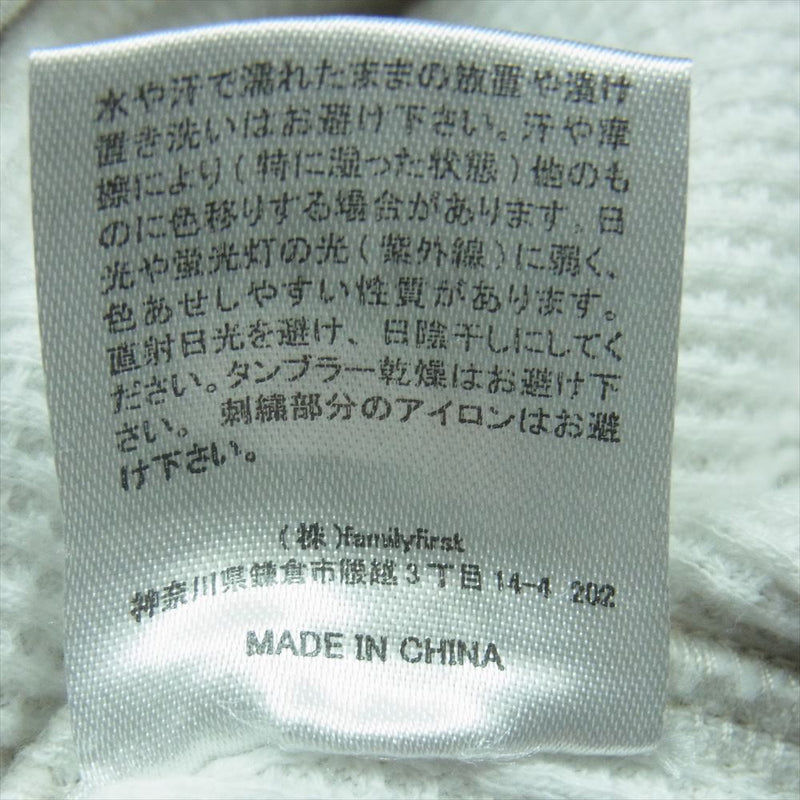 水や汗で濡れたままの放置や漬け
置き洗いはお避け下さい。汗や摩
擦により(特に湿った状態)他のも
のに色移りする場合があります。日
光や蛍光灯の光(紫外線)に弱く、
色あせしやすい性質があります。
直射日光を避け、日陰干しにしてく
ださい。タンブラー乾燥はお避け下
さい。 刺繍部分のアイロンはお避
け下さい。
(株)familyfirst
神奈川県鎌倉市腰越3丁目14-4 202
MADE IN CHINA